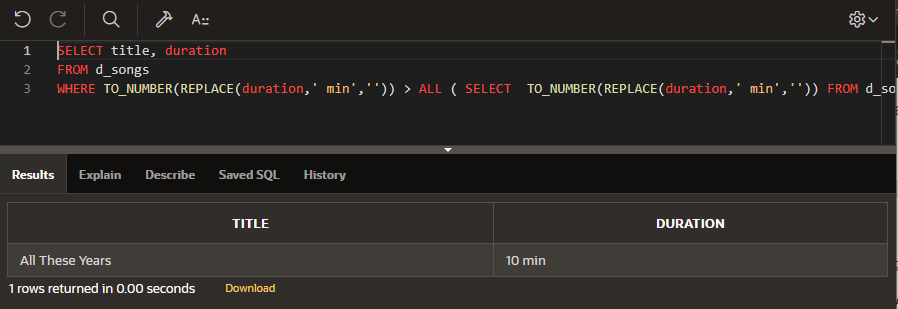 A::
1 SELECT title, duration
2 FROM d_songs
3 WHERE TO_NUMBER(REPLACE(duration,' min','')) > ALL ( SELECT  TO_NUMBER(REPLACE(duration,' min','')) FROM d_so
Results Explain Describe Saved SQL History
TITLE DURATION
All These Years 10 min
1 rows returned in 0.00 seconds Download